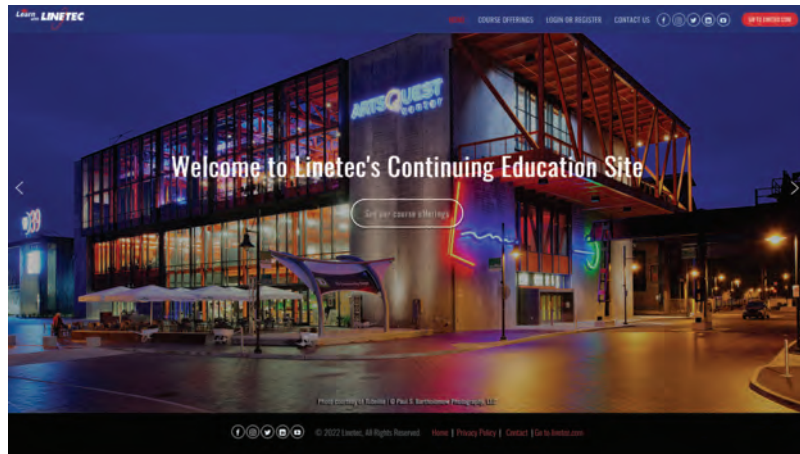 Learn with LINETEC
HOME COURSE OFFERINGS LOGIN OR REGISTER CONTACT US GO TO LINETEC.COM
ARTSQUEST
center
Welcome to Linetec's Continuing Education Site
See our course offerings
Photo courtesy of Tubelite / © Paul S. Bartholomew Photography, LLC
© 2022 Linetec, All Rights Reserved. Home | Privacy Policy | Contact | Go to linetec.com